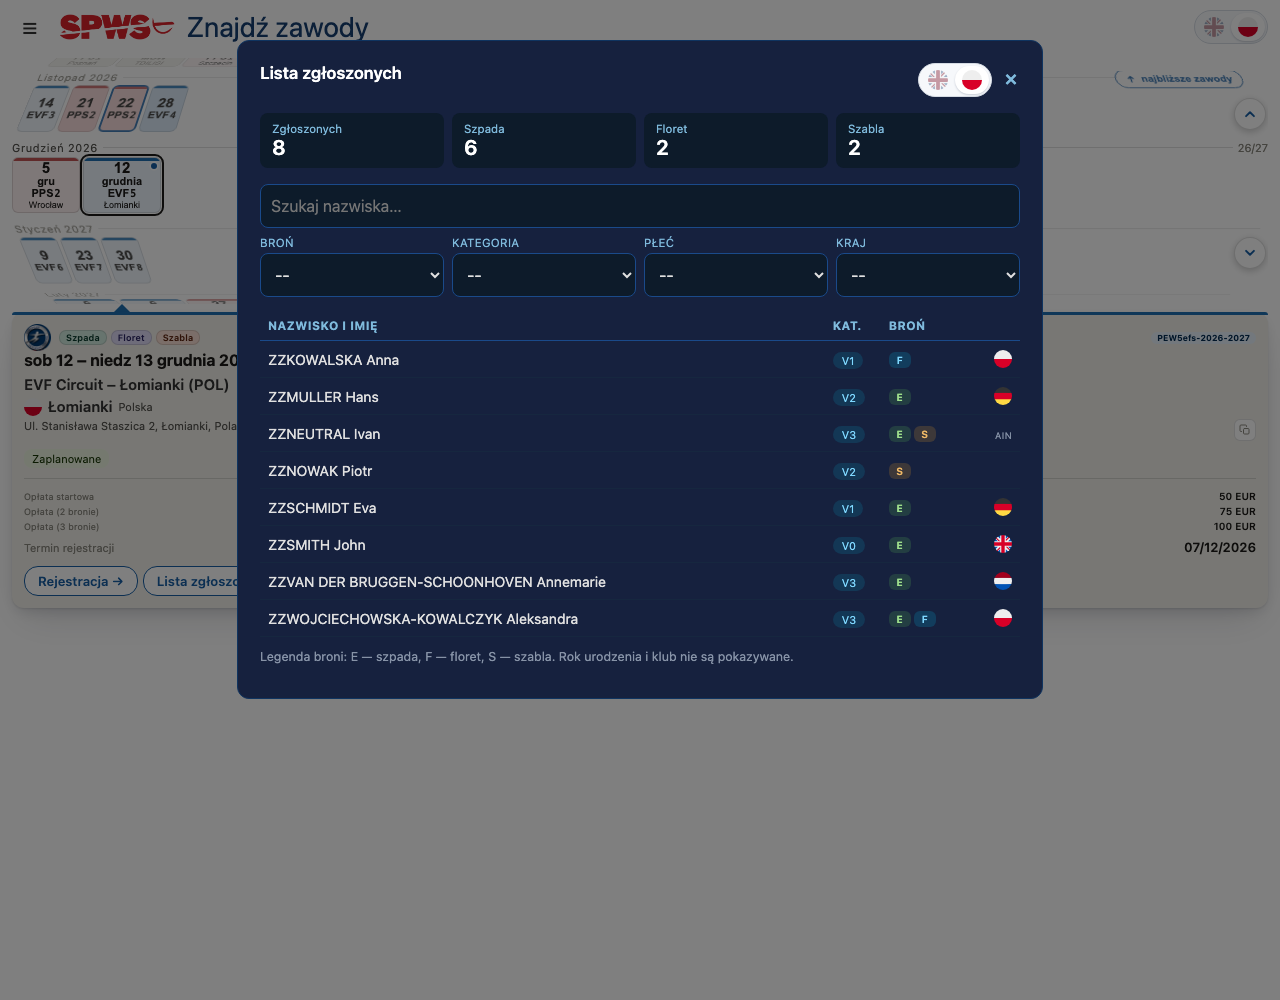 SPWS Znajdź zawody
Listopad 2026
najbliższe zawody
14 21 22 28
EVF3 PPS2 PPS2 EVF4
Grudzień 2026
26/27
5 12
gru grudnia
PPS2 EVF5
Wrocław Łomianki
Styczeń 2027
9 23 30
EVF6 EVF7 EVF8
Szpada Floret Szabla
PEW5efs-2026-2027
sob 12 – niedz 13 grudnia 20
EVF Circuit – Łomianki (POL)
Łomianki Polska
Ul. Stanisława Staszica 2, Łomianki, Pola
Zaplanowane
Opłata startowa 50 EUR
Opłata (2 bronie) 75 EUR
Opłata (3 bronie) 100 EUR
Termin rejestracji 07/12/2026
Rejestracja → Lista zgłoszo
Lista zgłoszonych
×
Zgłoszonych Szpada Floret Szabla
8 6 2 2
Szukaj nazwiska...
BROŃ KATEGORIA PŁEĆ KRAJ
-- -- -- --
NAZWISKO I IMIĘ KAT. BROŃ
ZZKOWALSKA Anna V1 F
ZZMULLER Hans V2 E
ZZNEUTRAL Ivan V3 E S AIN
ZZNOWAK Piotr V2 S
ZZSCHMIDT Eva V1 E
ZZSMITH John V0 E
ZZVAN DER BRUGGEN-SCHOONHOVEN Annemarie V3 E
ZZWOJCIECHOWSKA-KOWALCZYK Aleksandra V3 E F
Legenda broni: E — szpada, F — floret, S — szabla. Rok urodzenia i klub nie są pokazywane.